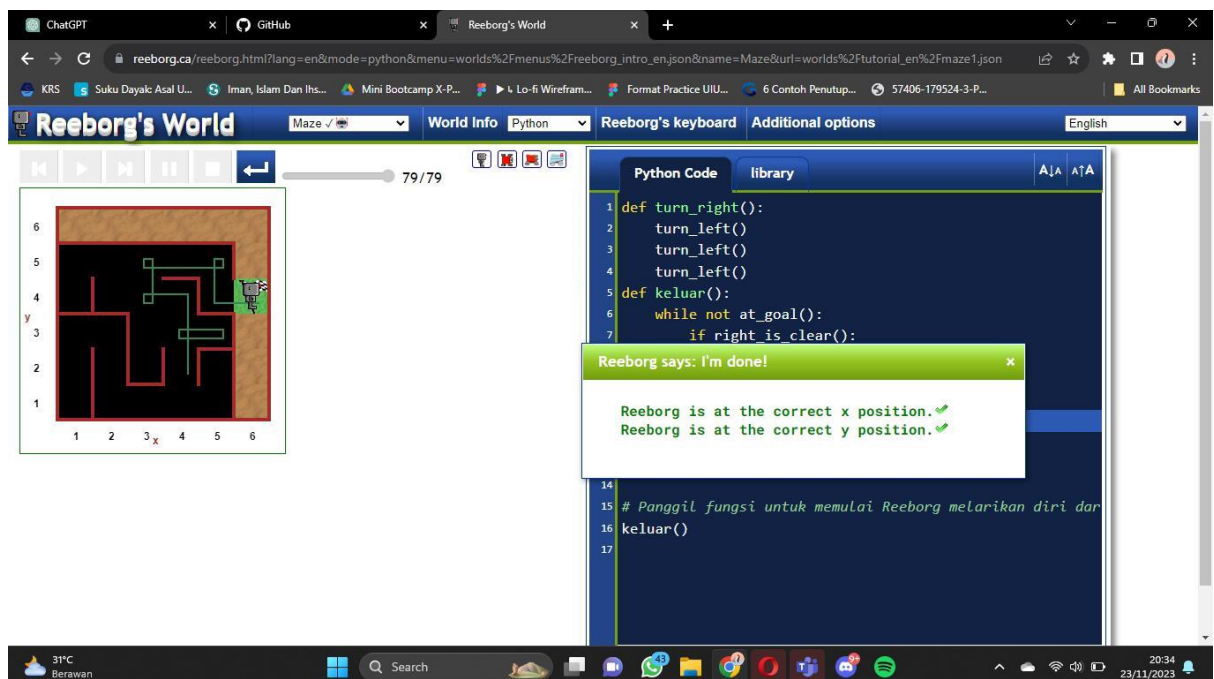 ChatGPT × GitHub × Reeborg's World × +
reeborg.ca/reeborg.html?lang=en&mode=python&menu=worlds%2Fmenus%2Freeborg_intro_en.json&name=Maze&url=worlds%2Ftutorial_en%2Fmaze1.json
KRS Suku Dayak: Asal U... Iman, Islam Dan Ihs... Mini Bootcamp X-P... ▶ ↳ Lo-fi Wirefram... Format Practice UIU... 6 Contoh Penutup... 57406-179524-3-P... All Bookmarks
Reeborg's World Maze ✓ World Info Python Reeborg's keyboard Additional options English
79/79
Python Code library A↓A A↑A
1 def turn_right():
2 turn_left()
3 turn_left()
4 turn_left()
5 def keluar():
6 while not at_goal():
7 if right_is_clear():
Reeborg says: I'm done! ×
Reeborg is at the correct x position.✔
Reeborg is at the correct y position.✔
14
15 # Panggil fungsi untuk memulai Reeborg melarikan diri dar
16 keluar()
17
6
5
4
y
3
2
1
1 2 3 x 4 5 6
31°C
Berawan
Search
43
9+
20:34
23/11/2023